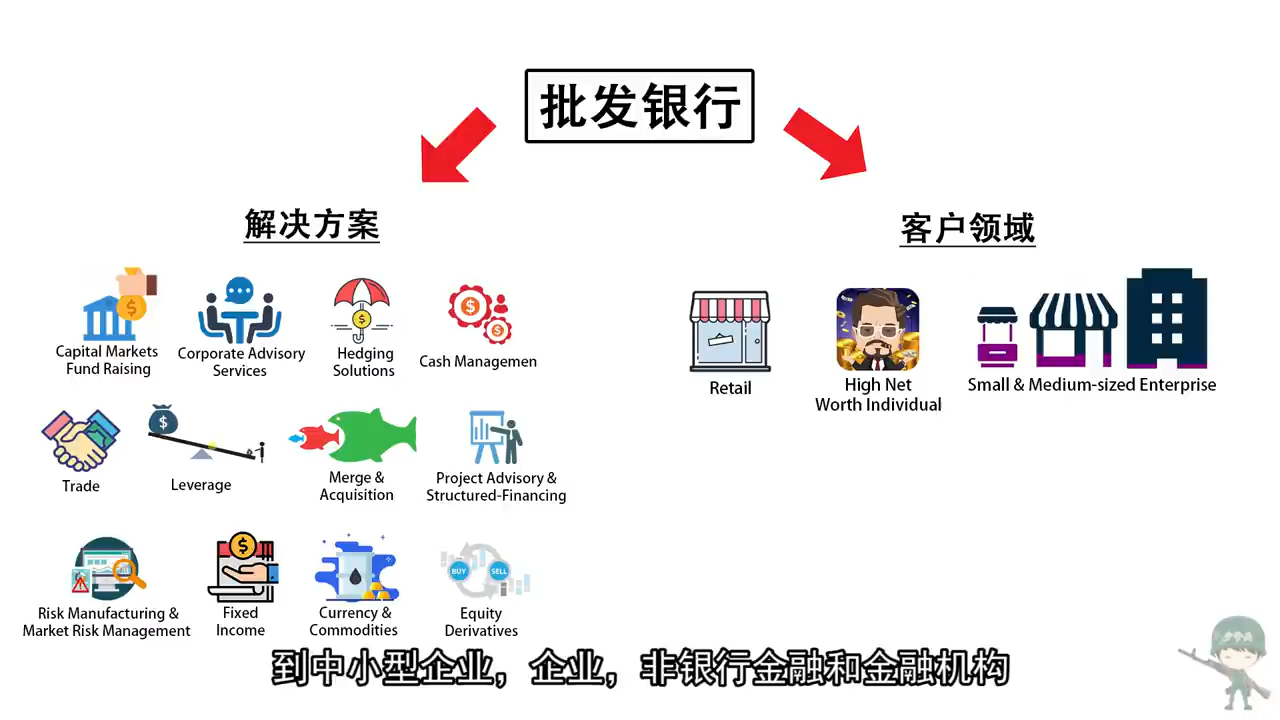 批发银行
解决方案
客户领域
Capital Markets
Fund Raising
Corporate Advisory
Services
Hedging
Solutions
Cash Managemen
Retail
High Net
Worth Individual
Small & Medium-sized Enterprise
Trade
Leverage
Merge &
Acquisition
Project Advisory &
Structured-Financing
BUY
SELL
Risk Manufacturing &
Market Risk Management
Fixed
Income
Currency &
Commodities
Equity
Derivatives
到中小型企业，企业，非银行金融和金融机构